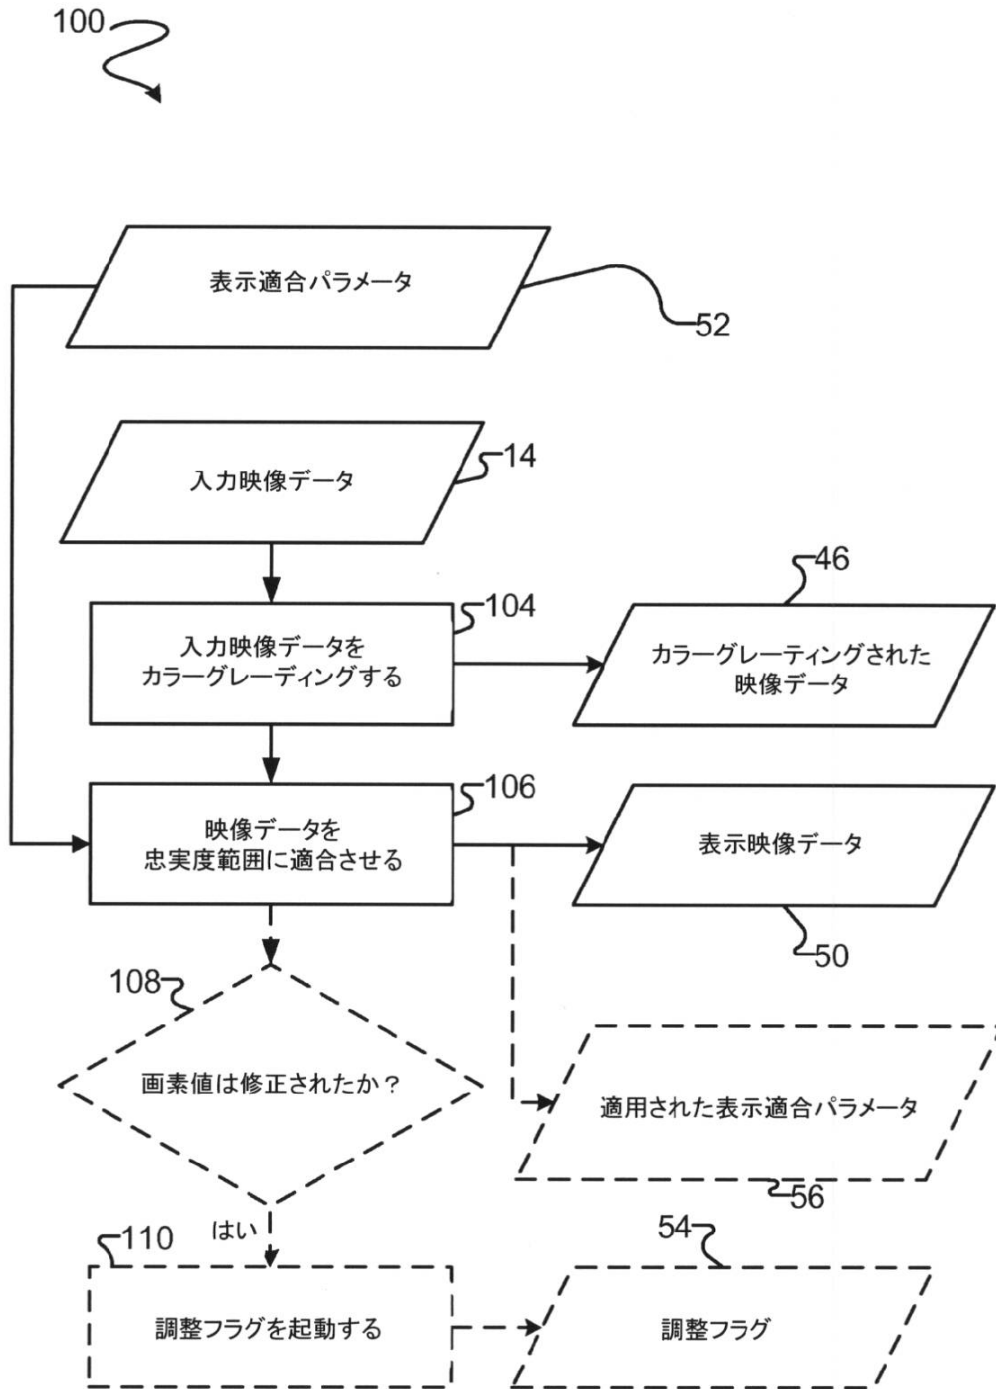 100
表示適合パラメータ
52
入力映像データ
14
入力映像データを
カラーグレーディングする
104
カラーグレーティングされた
映像データ
46
映像データを
忠実度範囲に適合させる
106
表示映像データ
50
画素値は修正されたか？
108
適用された表示適合パラメータ
56
はい
調整フラグを起動する
110
調整フラグ
54